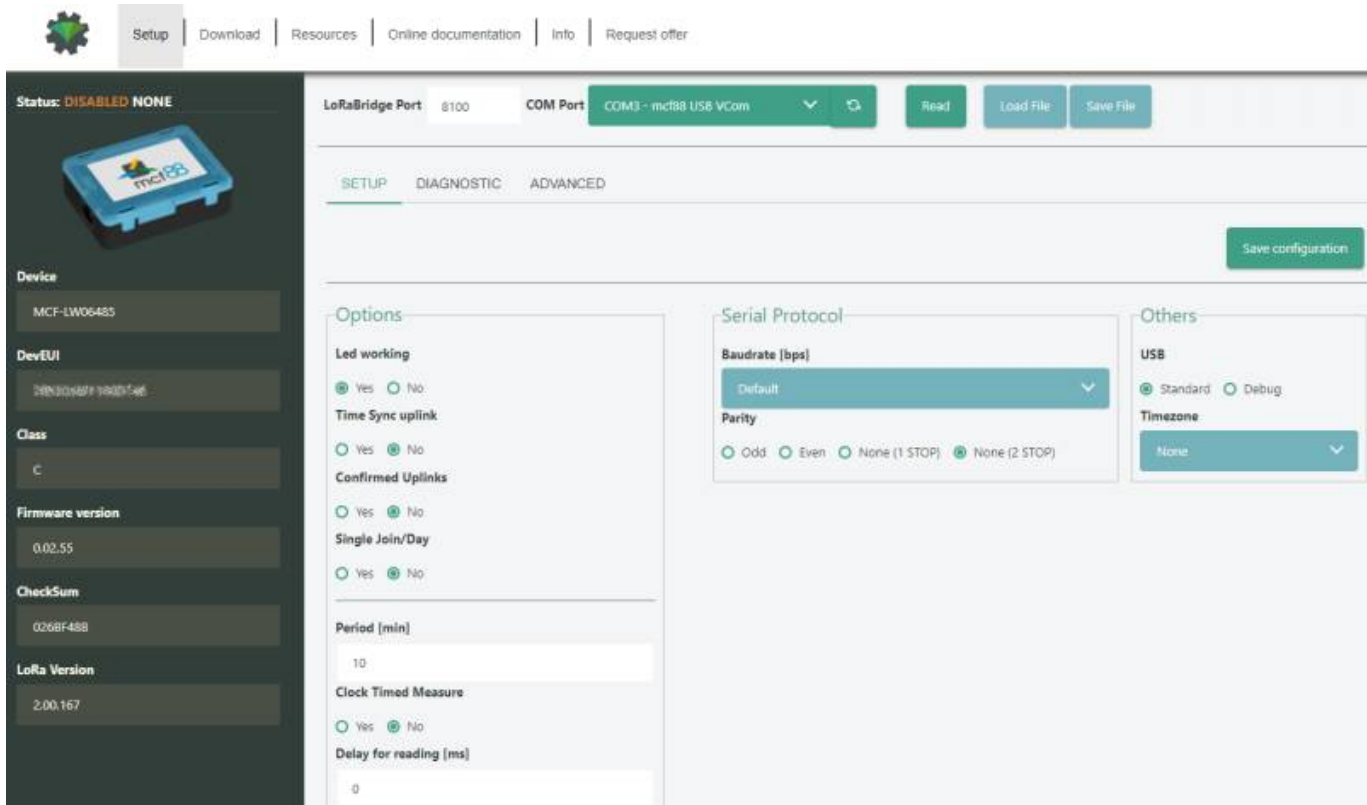 Setup Download Resources Online documentation Info Request offer
Status: DISABLED NONE
mcf88
Device
MCF-LW06485
DevEUI
Class
C
Firmware version
0.02.55
CheckSum
026BF48B
LoRa Version
2.00.167
LoRaBridge Port 8100 COM Port COM3 - mcf88 USB VCom Read Load File Save File
SETUP DIAGNOSTIC ADVANCED
Save configuration
Options
Led working
Yes No
Time Sync uplink
Yes No
Confirmed Uplinks
Yes No
Single Join/Day
Yes No
Period [min]
10
Clock Timed Measure
Yes No
Delay for reading [ms]
0
Serial Protocol
Baudrate [bps]
Default
Parity
Odd Even None (1 STOP) None (2 STOP)
Others
USB
Standard Debug
Timezone
None